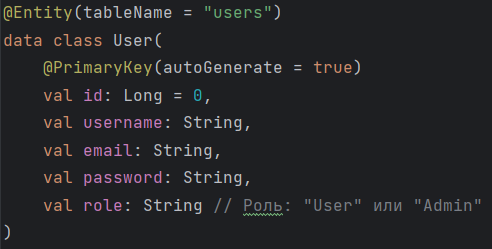 @Entity(tableName = "users")
data class User(
    @PrimaryKey(autoGenerate = true)
    val id: Long = 0,
    val username: String,
    val email: String,
    val password: String,
    val role: String // Роль: "User" или "Admin"
)